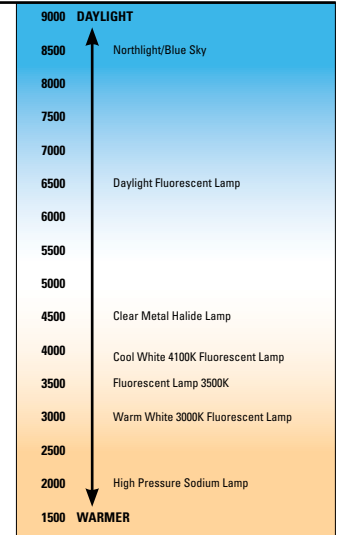 9000 DAYLIGHT
8500 Northlight/Blue Sky
8000
7500
7000
6500 Daylight Fluorescent Lamp
6000
5500
5000
4500 Clear Metal Halide Lamp
4000 Cool White 4100K Fluorescent Lamp
3500 Fluorescent Lamp 3500K
3000 Warm White 3000K Fluorescent Lamp
2500
2000 High Pressure Sodium Lamp
1500 WARMER